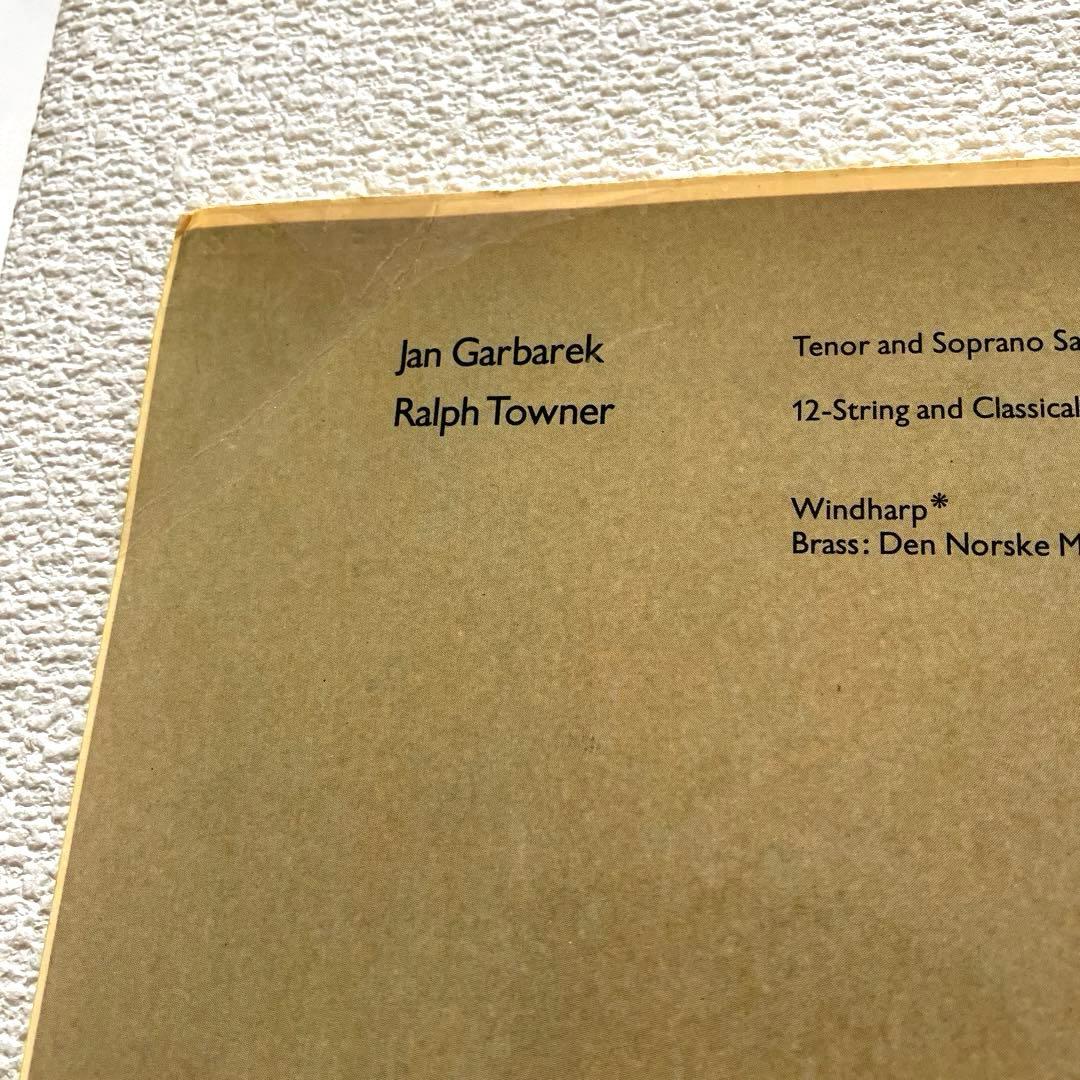 Jan Garbarek
Tenor and Soprano Sa
Ralph Towner
12-String and Classical
Windharp*
Brass: Den Norske M